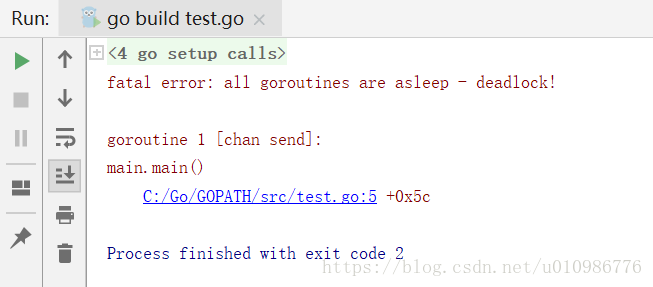 Run: go build test.go ×
<4 go setup calls>
fatal error: all goroutines are asleep - deadlock!
goroutine 1 [chan send]:
main.main()
C:/Go/GOPATH/src/test.go:5 +0x5c
Process finished with exit code 2
https://blog.csdn.net/u010986776